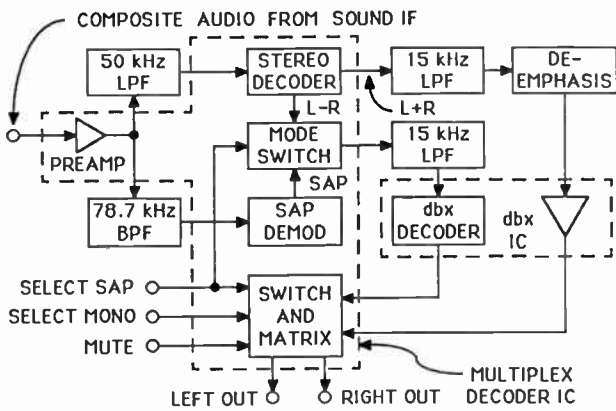 COMPOSITE AUDIO FROM SOUND IF
50 kHz
LPF
STEREO
DECODER
15 kHz
LPF
DE-
EMPHASIS
L-R
L+R
PREAMP
MODE
SWITCH
15 kHz
LPF
SAP
78.7 kHz
BPF
SAP
DEMOD
dbx
DECODER
dbx
IC
SELECT SAP
SELECT MONO
MUTE
SWITCH
AND
MATRIX
LEFT OUT
RIGHT OUT
MULTIPLEX
DECODER IC